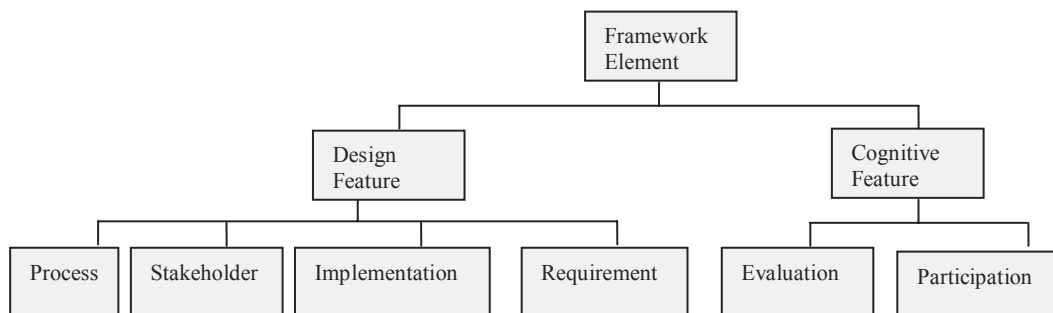 Framework
Element
Design
Feature
Cognitive
Feature
Process
Stakeholder
Implementation
Requirement
Evaluation
Participation